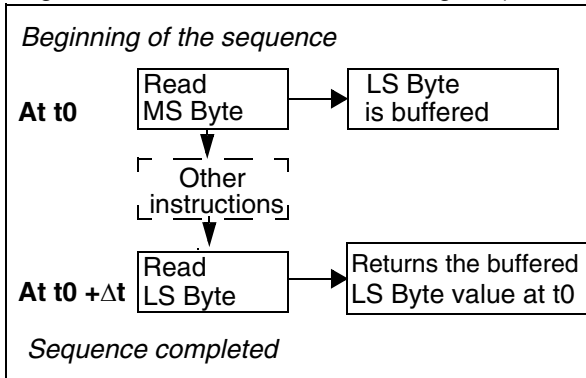 Beginning of the sequence
At t0
Read
MS Byte
LS Byte
is buffered
Other
instructions
At t0 +Δt
Read
LS Byte
Returns the buffered
LS Byte value at t0
Sequence completed